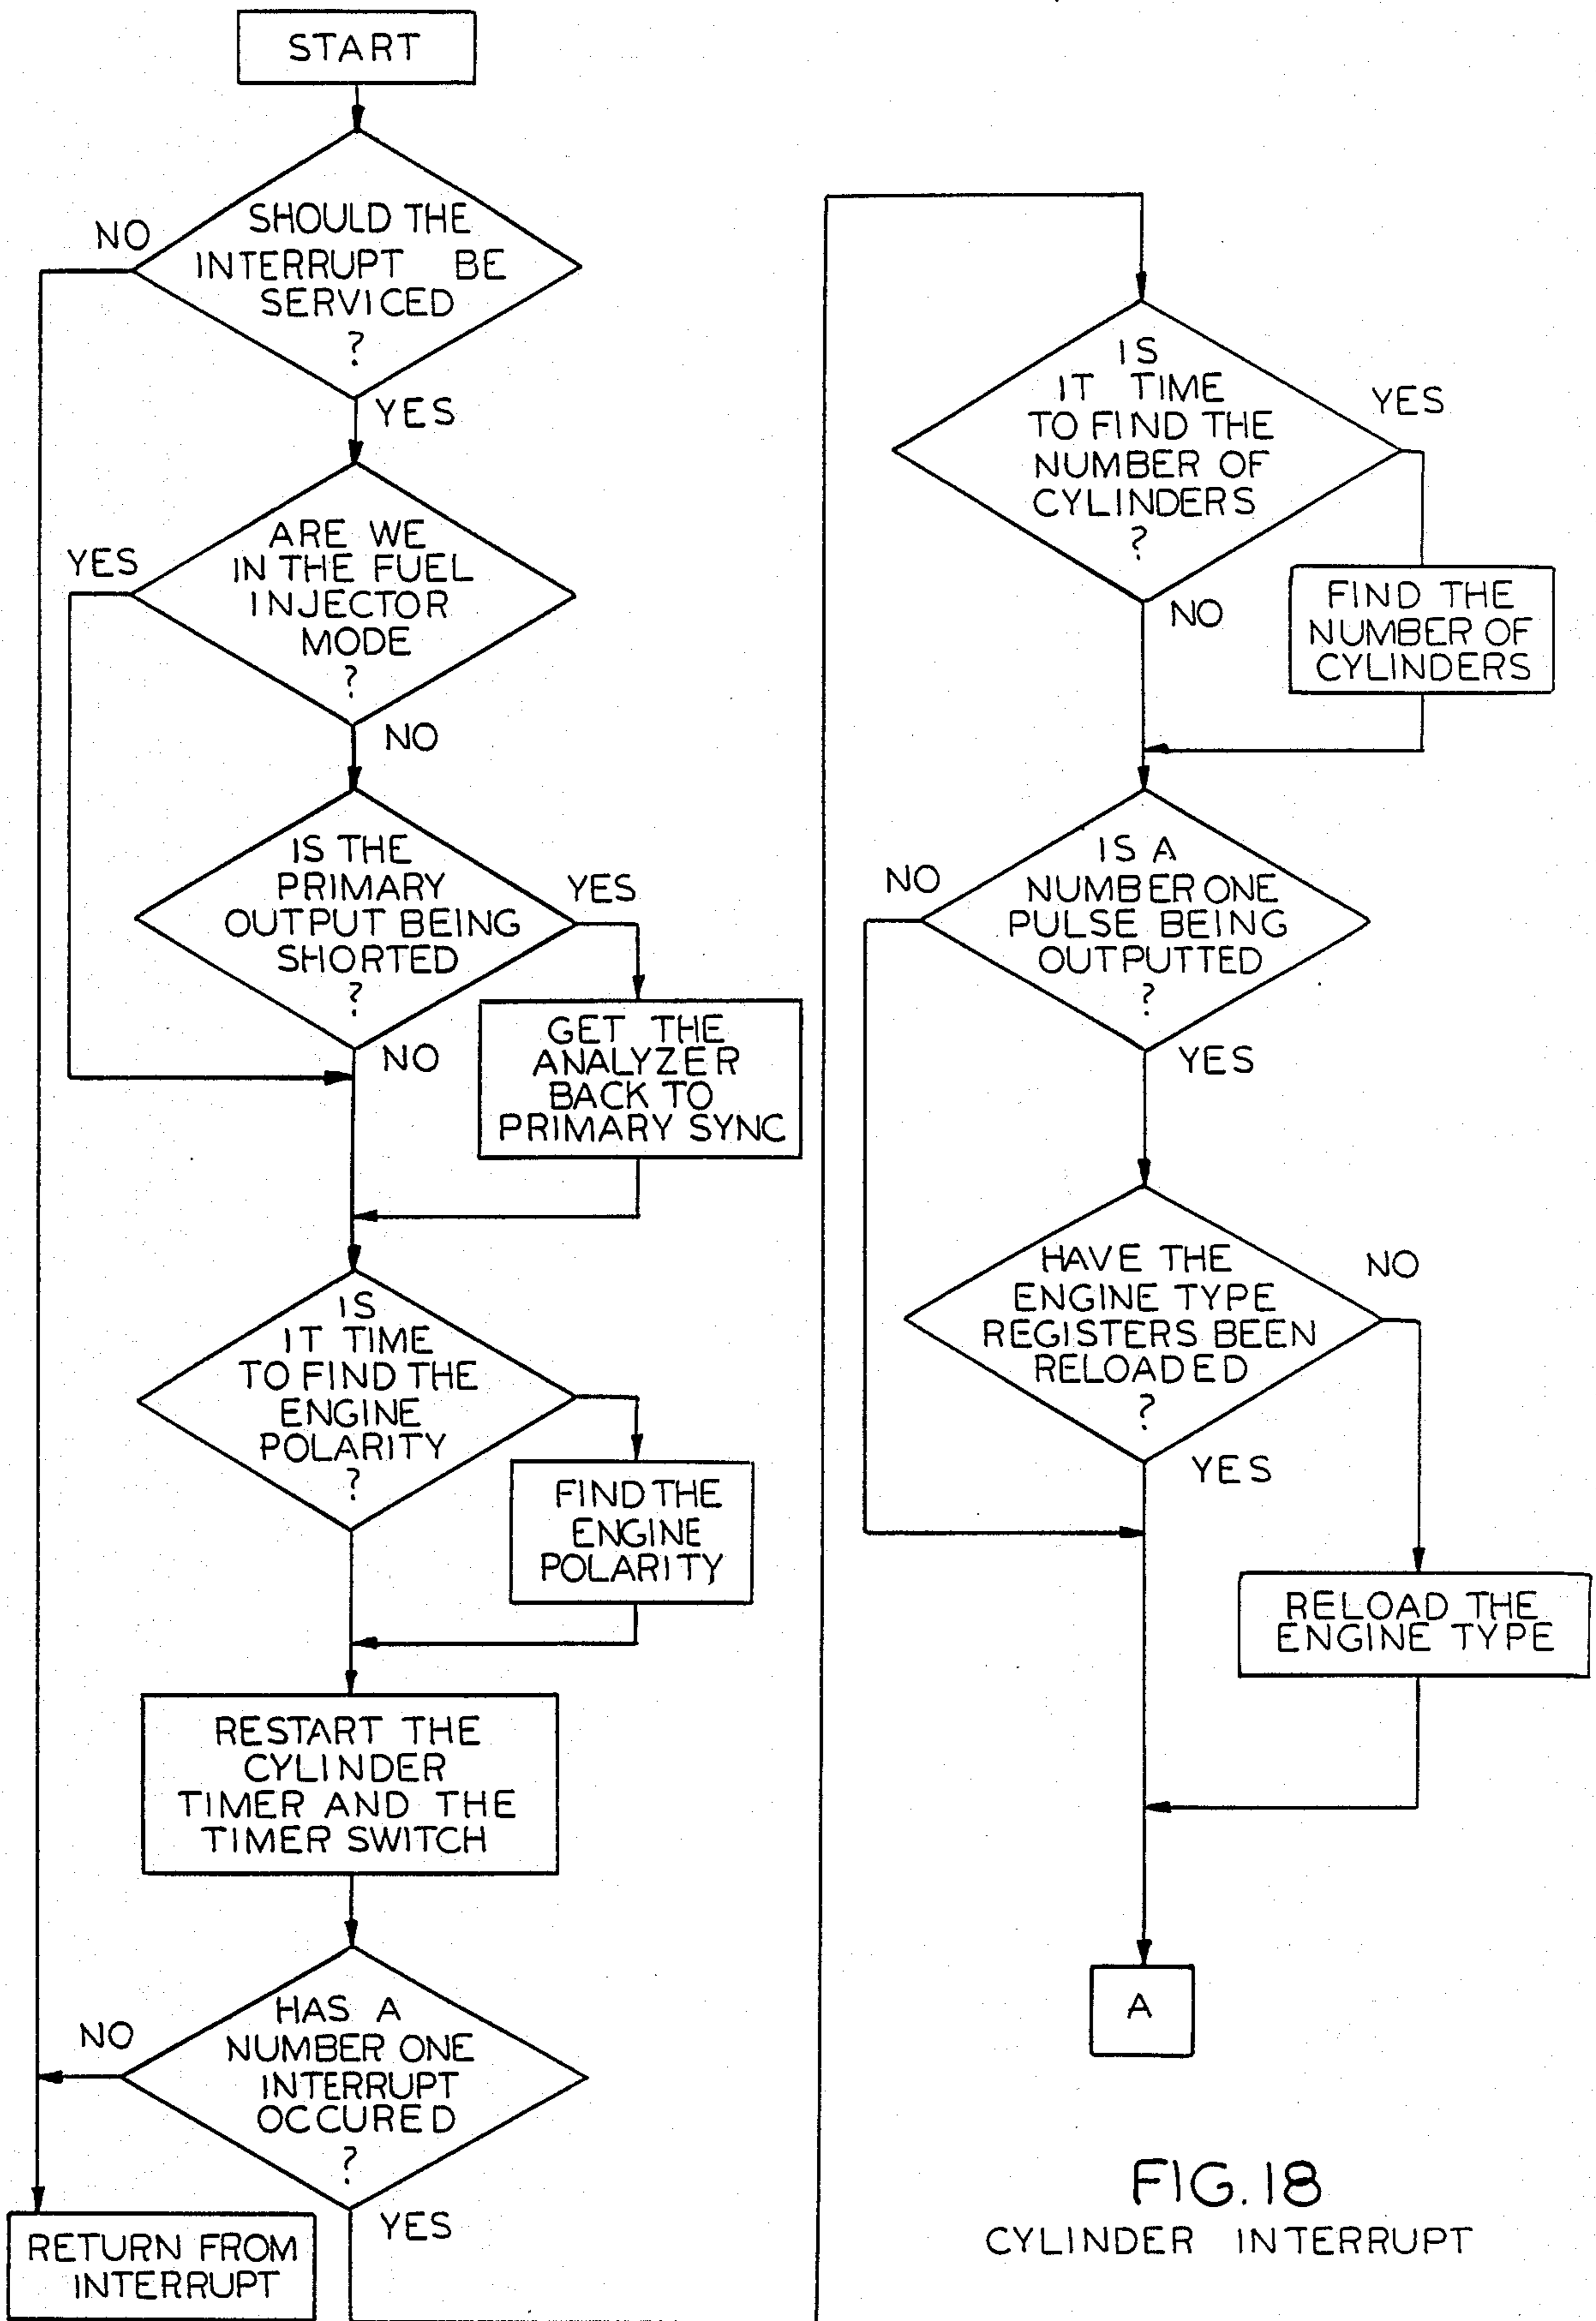 START
SHOULD THE
INTERRUPT BE
SERVICED
?
NO
YES
ARE WE
IN THE FUEL
INJECTOR
MODE
?
YES
NO
IS THE
PRIMARY
OUTPUT BEING
SHORTED
?
YES
NO
GET THE
ANALYZER
BACK TO
PRIMARY SYNC
IS
IT TIME
TO FIND THE
ENGINE
POLARITY
?
FIND THE
ENGINE
POLARITY
RESTART THE
CYLINDER
TIMER AND THE
TIMER SWITCH
HAS A
NUMBER ONE
INTERRUPT
OCCURED
?
NO
YES
RETURN FROM
INTERRUPT
IS
IT TIME
TO FIND THE
NUMBER OF
CYLINDERS
?
YES
NO
FIND THE
NUMBER OF
CYLINDERS
IS A
NUMBER ONE
PULSE BEING
OUTPUTTED
?
NO
YES
HAVE THE
ENGINE TYPE
REGISTERS BEEN
RELOADED
?
NO
YES
RELOAD THE
ENGINE TYPE
A
FIG. 18
CYLINDER INTERRUPT